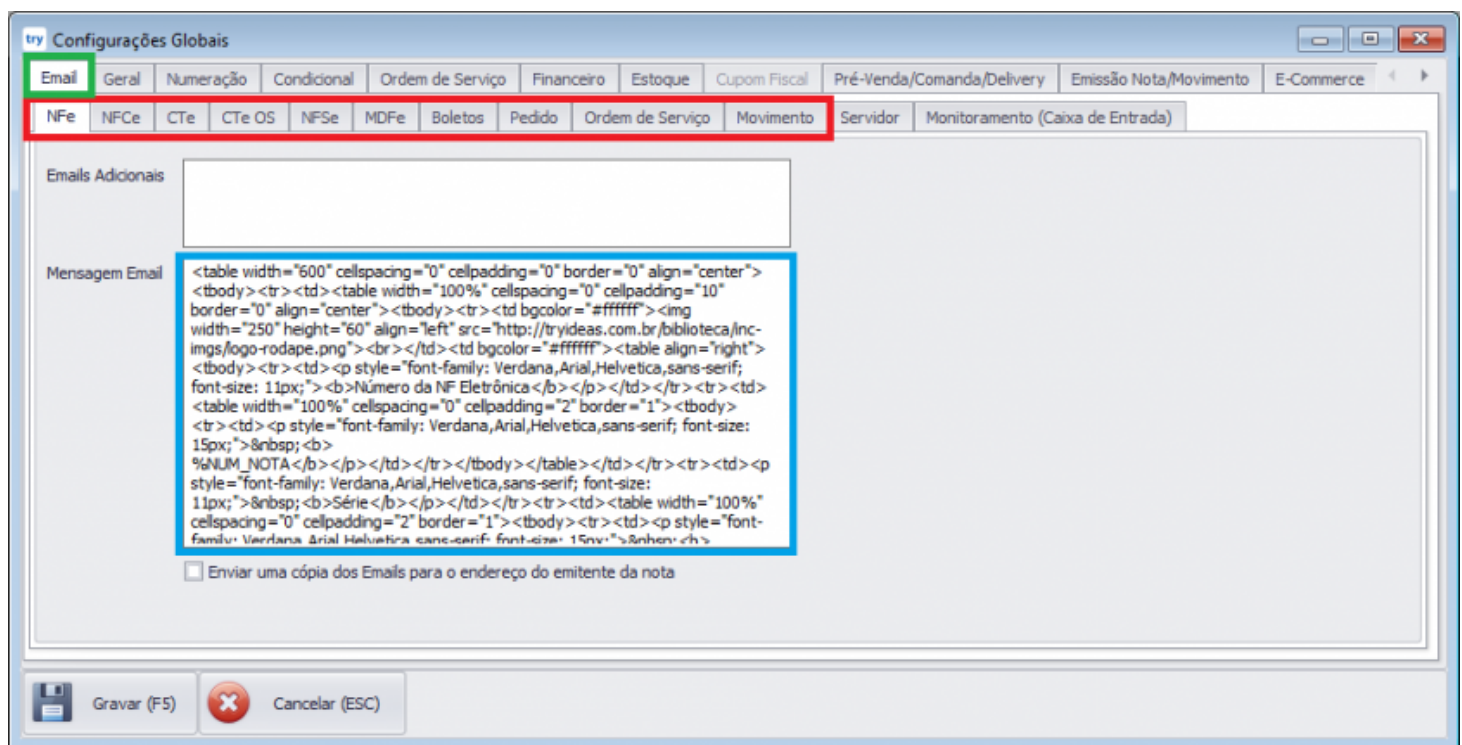 try Configurações Globais
Email Geral Numeração Condicional Ordem de Serviço Financeiro Estoque Cupom Fiscal Pré-Venda/Comanda/Delivery Emissão Nota/Movimento E-Commerce
NFe NFCe CTe CTe OS NFSe MDFe Boletos Pedido Ordem de Serviço Movimento Servidor Monitoramento (Caixa de Entrada)
Emails Adicionais
Mensagem Email
<table width="600" cellspacing="0" cellpadding="0" border="0" align="center">
<tbody><tr><td><table width="100%" cellspacing="0" cellpadding="10"
border="0" align="center"><tbody><tr><td bgcolor="#ffffff"><img
width="250" height="60" align="left" src="http://tryideas.com.br/biblioteca/inc-
imgs/logo-rodape.png"><br></td><td bgcolor="#ffffff"><table align="right">
<tbody><tr><td><p style="font-family: Verdana,Arial,Helvetica,sans-serif;
font-size: 11px;"><b>Número da NF Eletrônica</b></p></td></tr><tr><td>
<table width="100%" cellspacing="0" cellpadding="2" border="1"><tbody>
<tr><td><p style="font-family: Verdana,Arial,Helvetica,sans-serif; font-size:
15px;">&nbsp;<b>
%NUM_NOTA</b></p></td></tr></tbody></table></td></tr><tr><td><p
style="font-family: Verdana,Arial,Helvetica,sans-serif; font-size:
11px;">&nbsp;<b>Série</b></p></td></tr><tr><td><table width="100%"
cellspacing="0" cellpadding="2" border="1"><tbody><tr><td><p style="font-
family: Verdana,Arial,Helvetica,sans-serif; font-size: 15px;">&nbsp;<b>
Enviar uma cópia dos Emails para o endereço do emitente da nota
Gravar (F5) Cancelar (ESC)